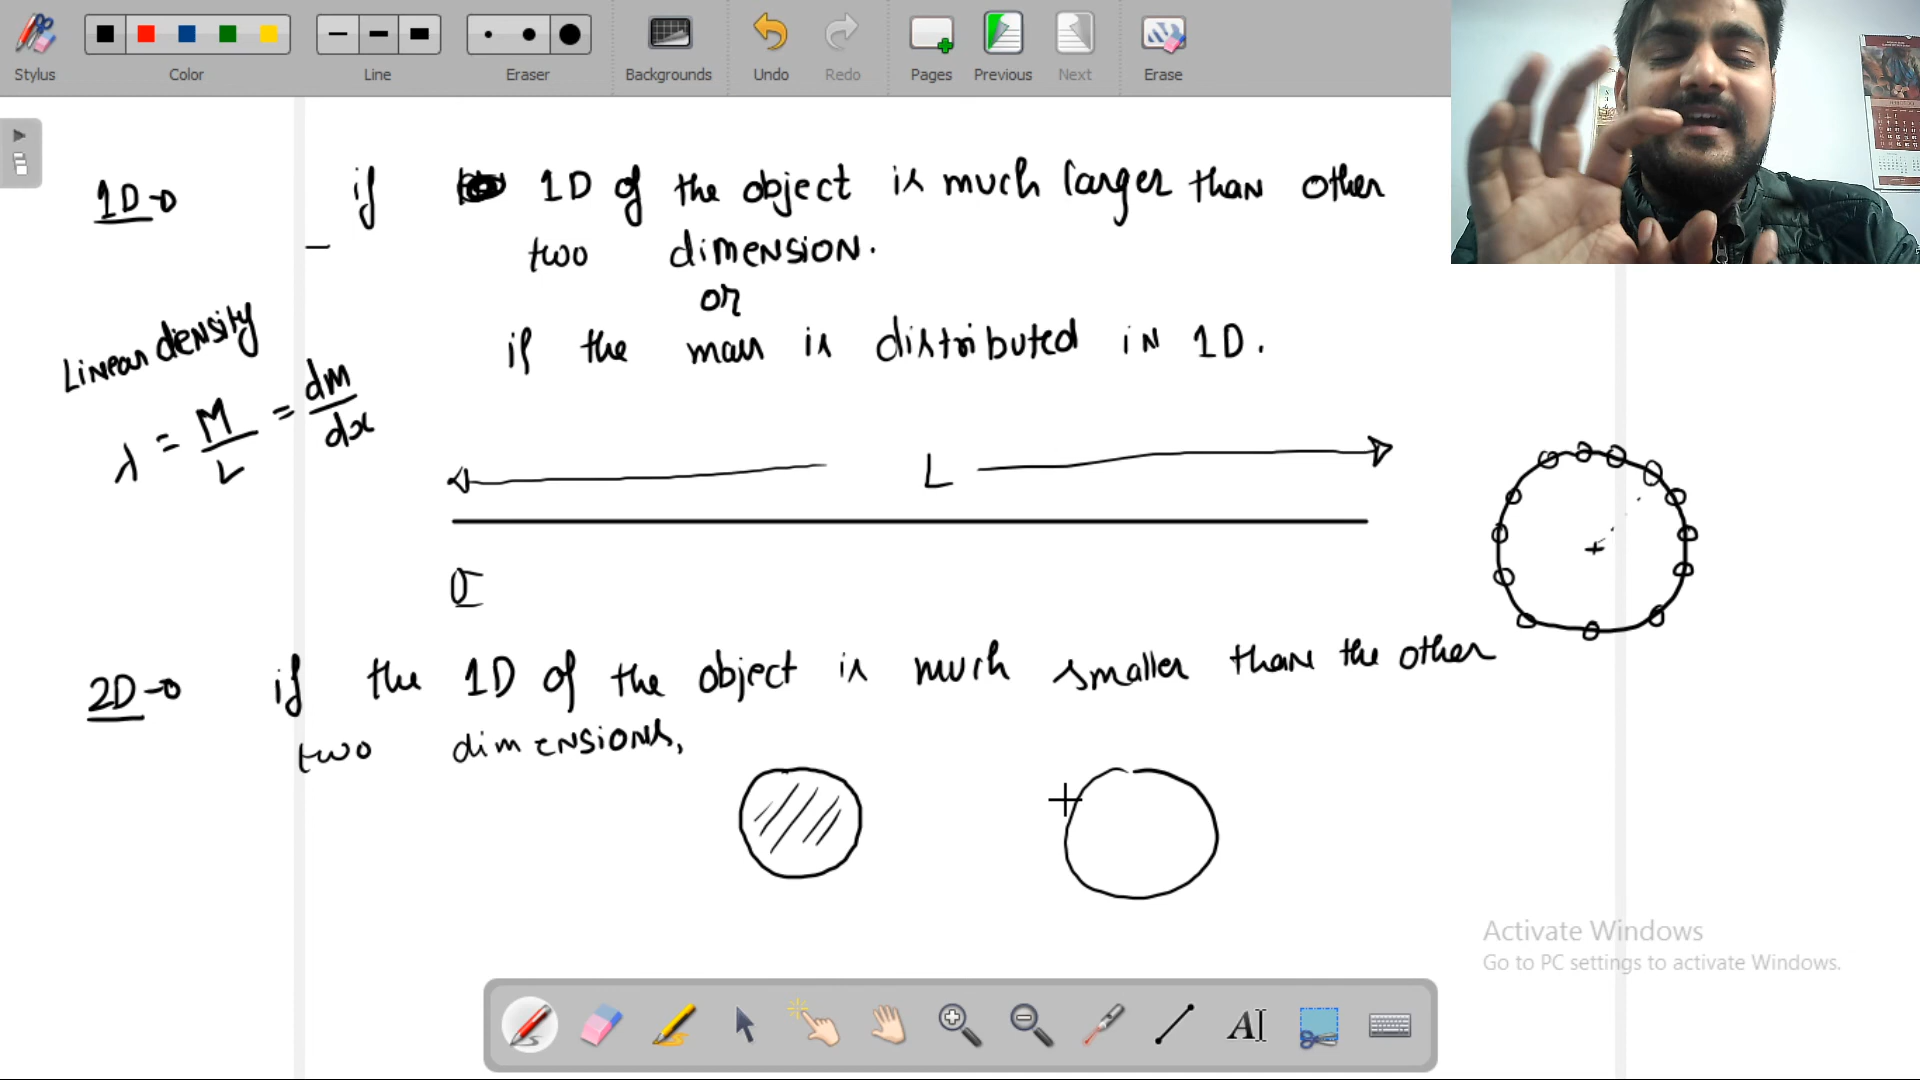 Stylus Color Line Eraser Backgrounds Undo Redo Pages Previous Next Erase
1D → if 1D of the object is much larger than other
two dimension.
or
if the mass is distributed in 1D.
Linear density
λ = M/L = dm/dx
L
2D → if the 1D of the object is much smaller than the other
two dimensions,
Activate Windows
Go to PC settings to activate Windows.
AI